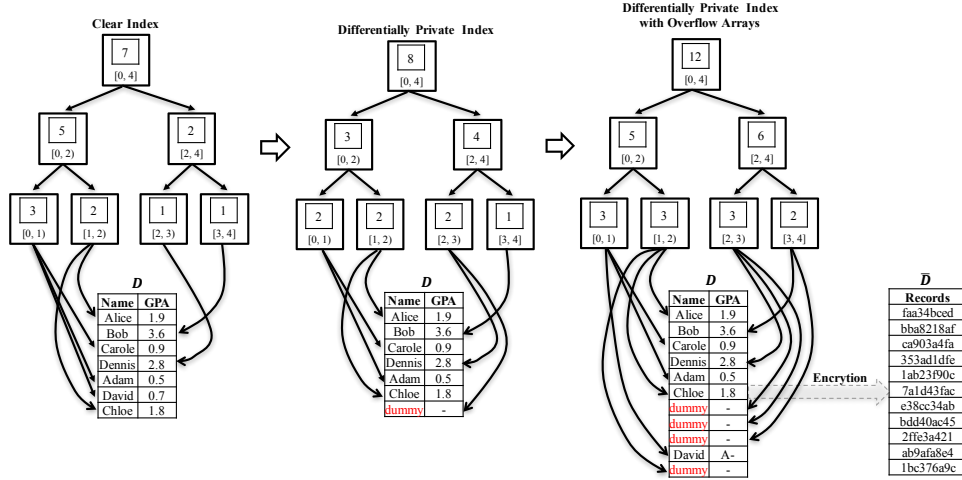 Clear Index
7
[0, 4]
5
[0, 2)
2
[2, 4]
3
[0, 1)
2
[1, 2)
1
[2, 3)
1
[3, 4]
D
Name GPA
Alice 1.9
Bob 3.6
Carole 0.9
Dennis 2.8
Adam 0.5
David 0.7
Chloe 1.8
Differentially Private Index
8
[0, 4]
3
[0, 2)
4
[2, 4]
2
[0, 1)
2
[1, 2)
2
[2, 3)
1
[3, 4]
D
Name GPA
Alice 1.9
Bob 3.6
Carole 0.9
Dennis 2.8
Adam 0.5
Chloe 1.8
dummy -
Differentially Private Index
with Overflow Arrays
12
[0, 4]
5
[0, 2)
6
[2, 4]
3
[0, 1)
3
[1, 2)
3
[2, 3)
2
[3, 4]
D
Name GPA
Alice 1.9
Bob 3.6
Carole 0.9
Dennis 2.8
Adam 0.5
Chloe 1.8
dummy -
dummy -
dummy -
David A-
dummy -
Encrytion
D̅
Records
faa34bced
bba8218af
ca903a4fa
353ad1dfe
1ab23f90c
7a1d43fac
e38cc34ab
bdd40ac45
2ffe3a421
ab9afa8e4
1bc376a9c